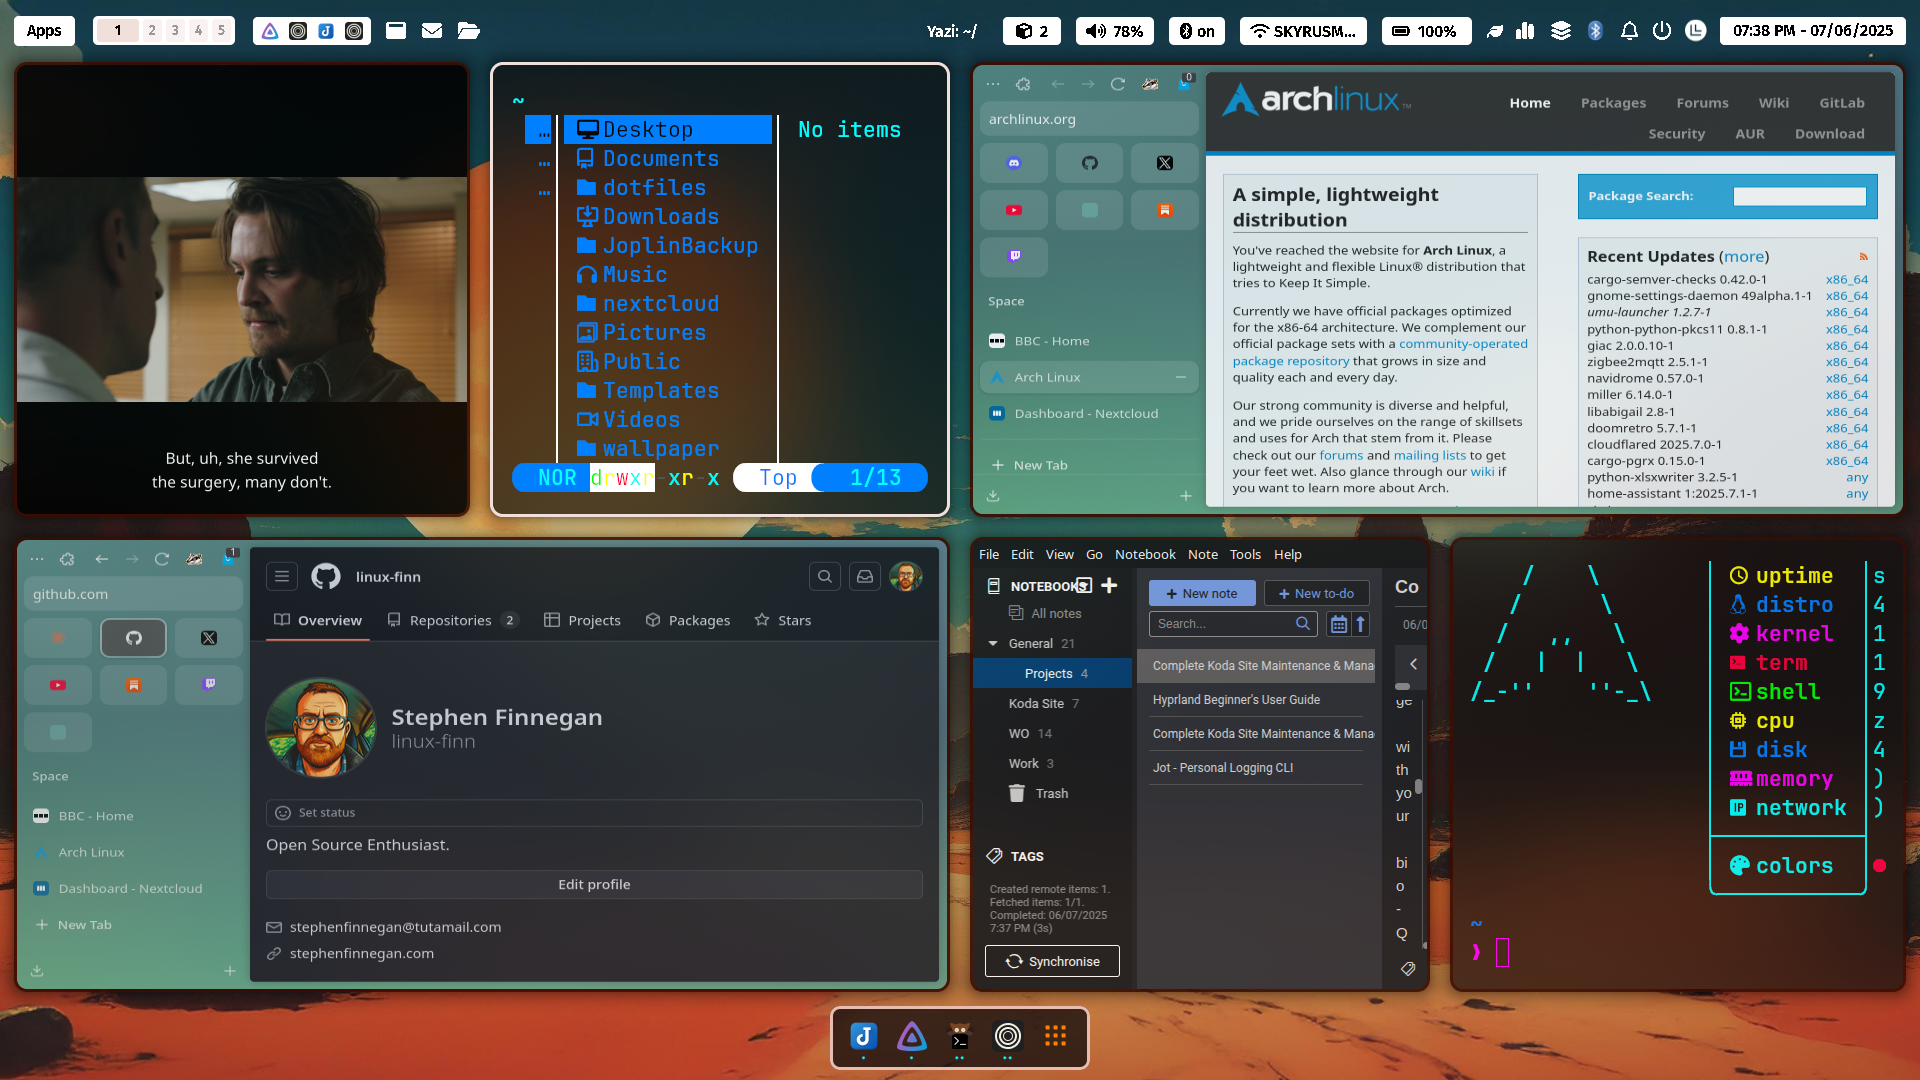 Apps
1 2 3 4 5
Yazi: ~/
2
78%
on
SKYRUSM...
100%
07:38 PM - 07/06/2025
But, uh, she survived
the surgery, many don't.
~
... Desktop
... Documents
... dotfiles
Downloads
JoplinBackup
Music
nextcloud
Pictures
Public
Templates
Videos
wallpaper
No items
NOR drwxr-xr-x Top 1/13
0
archlinux.org
Space
BBC - Home
Arch Linux
Dashboard - Nextcloud
New Tab
archlinux™
Home Packages Forums Wiki GitLab
Security AUR Download
A simple, lightweight
distribution
You've reached the website for Arch Linux, a
lightweight and flexible Linux® distribution that
tries to Keep It Simple.
Currently we have official packages optimized
for the x86-64 architecture. We complement our
official package sets with a community-operated
package repository that grows in size and
quality each and every day.
Our strong community is diverse and helpful,
and we pride ourselves on the range of skillsets
and uses for Arch that stem from it. Please
check out our forums and mailing lists to get
your feet wet. Also glance through our wiki if
you want to learn more about Arch.
Package Search:
Recent Updates (more)
cargo-semver-checks 0.42.0-1 x86_64
gnome-settings-daemon 49alpha.1-1 x86_64
umu-launcher 1.2.7-1 x86_64
python-python-pkcs11 0.8.1-1 x86_64
giac 2.0.0.10-1 x86_64
zigbee2mqtt 2.5.1-1 x86_64
navidrome 0.57.0-1 x86_64
miller 6.14.0-1 x86_64
libabigail 2.8-1 x86_64
doomretro 5.7.1-1 x86_64
cloudflared 2025.7.0-1 x86_64
cargo-pgrx 0.15.0-1 x86_64
python-xlsxwriter 3.2.5-1 any
home-assistant 1:2025.7.1-1 any
1
github.com
Space
BBC - Home
Arch Linux
Dashboard - Nextcloud
New Tab
linux-finn
Overview Repositories 2 Projects Packages Stars
Stephen Finnegan
linux-finn
Set status
Open Source Enthusiast.
Edit profile
stephenfinnegan@tutamail.com
stephenfinnegan.com
File Edit View Go Notebook Note Tools Help
NOTEBOOKS
All notes
General 21
Projects 4
Koda Site 7
WO 14
Work 3
Trash
TAGS
Created remote items: 1.
Fetched items: 1/1.
Completed: 06/07/2025
7:37 PM (3s)
Synchronise
New note
New to-do
Search...
Complete Koda Site Maintenance & Mana
Hyprland Beginner's User Guide
Complete Koda Site Maintenance & Mana
Jot - Personal Logging CLI
Co
06/0
ge
wi
th
yo
ur
bi
o
-
Q
uptime s
distro 4
kernel 1
term 1
shell 9
cpu z
disk 4
memory )
network )
colors
~
❯